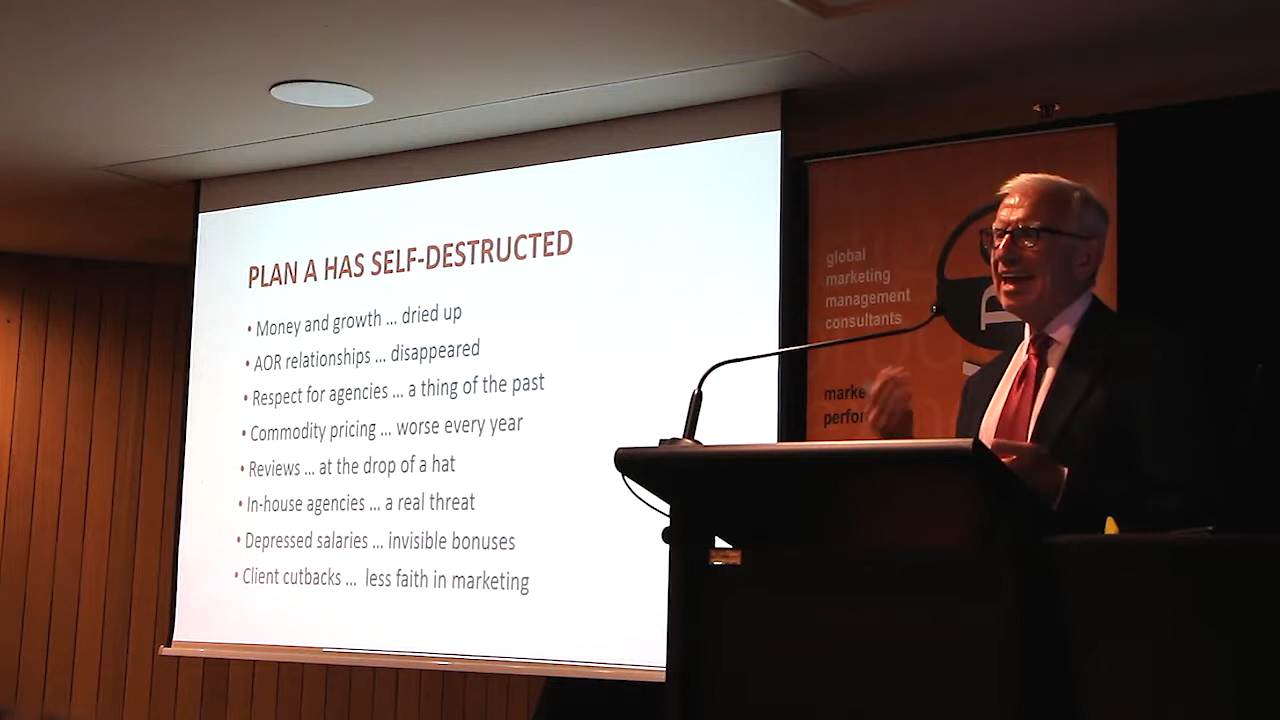 PLAN A HAS SELF-DESTRUCTED
• Money and growth ... dried up
• AOR relationships ... disappeared
• Respect for agencies ... a thing of the past
• Commodity pricing ... worse every year
• Reviews ... at the drop of a hat
• In-house agencies ... a real threat
• Depressed salaries ... invisible bonuses
• Client cutbacks ... less faith in marketing
global
marketing
management
consultants